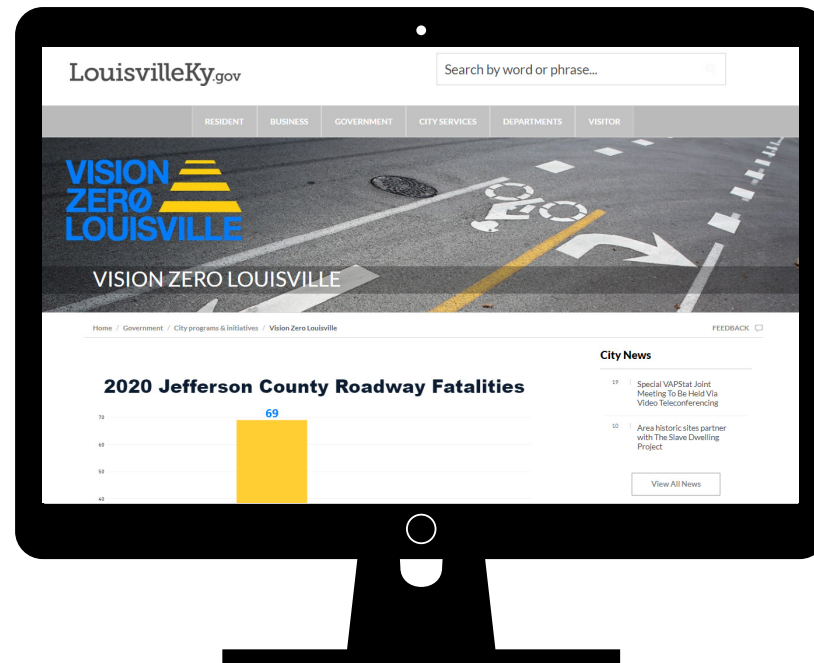 LouisvilleKy.gov
Search by word or phrase...
RESIDENT BUSINESS GOVERNMENT CITY SERVICES DEPARTMENTS VISITOR
VISION
ZERØ
LOUISVILLE
VISION ZERO LOUISVILLE
Home / Government / City programs & initiatives / Vision Zero Louisville
FEEDBACK
City News
19 Special VAPStat Joint
Meeting To Be Held Via
Video Teleconferencing
10 Area historic sites partner
with The Slave Dwelling
Project
View All News
2020 Jefferson County Roadway Fatalities
69
70
60
50
40